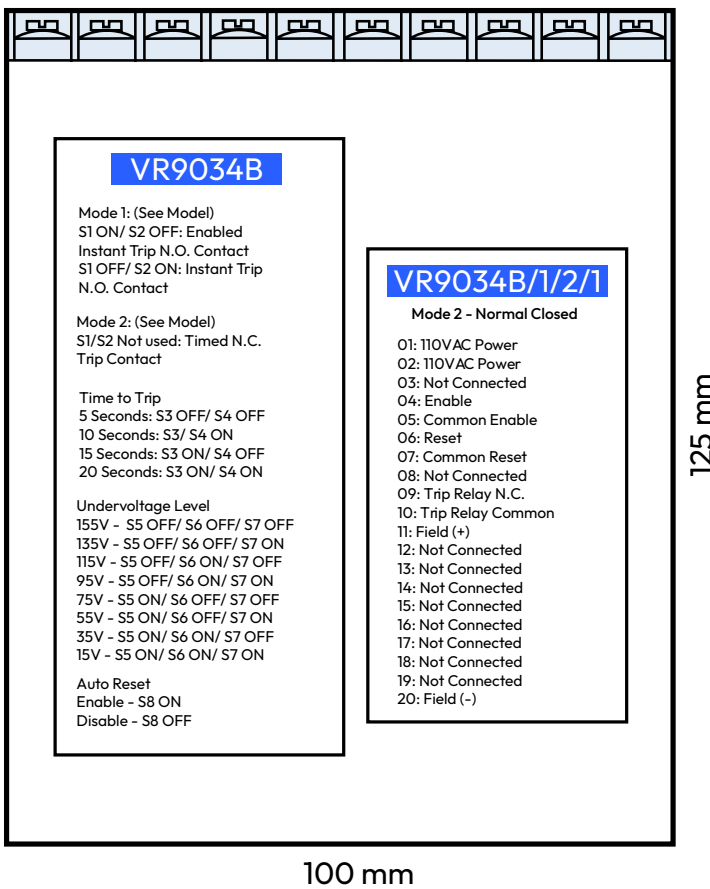 VR9034B
Mode 1: (See Model)
S1 ON/ S2 OFF: Enabled
Instant Trip N.O. Contact
S1 OFF/ S2 ON: Instant Trip
N.O. Contact
Mode 2: (See Model)
S1/S2 Not used: Timed N.C.
Trip Contact
Time to Trip
5 Seconds: S3 OFF/ S4 OFF
10 Seconds: S3/ S4 ON
15 Seconds: S3 ON/ S4 OFF
20 Seconds: S3 ON/ S4 ON
Undervoltage Level
155V - S5 OFF/ S6 OFF/ S7 OFF
135V - S5 OFF/ S6 OFF/ S7 ON
115V - S5 OFF/ S6 ON/ S7 OFF
95V - S5 OFF/ S6 ON/ S7 ON
75V - S5 ON/ S6 OFF/ S7 OFF
55V - S5 ON/ S6 OFF/ S7 ON
35V - S5 ON/ S6 ON/ S7 OFF
15V - S5 ON/ S6 ON/ S7 ON
Auto Reset
Enable - S8 ON
Disable - S8 OFF
VR9034B/1/2/1
Mode 2 - Normal Closed
01: 110VAC Power
02: 110VAC Power
03: Not Connected
04: Enable
05: Common Enable
06: Reset
07: Common Reset
08: Not Connected
09: Trip Relay N.C.
10: Trip Relay Common
11: Field (+)
12: Not Connected
13: Not Connected
14: Not Connected
15: Not Connected
16: Not Connected
17: Not Connected
18: Not Connected
19: Not Connected
20: Field (-)
125 mm
100 mm